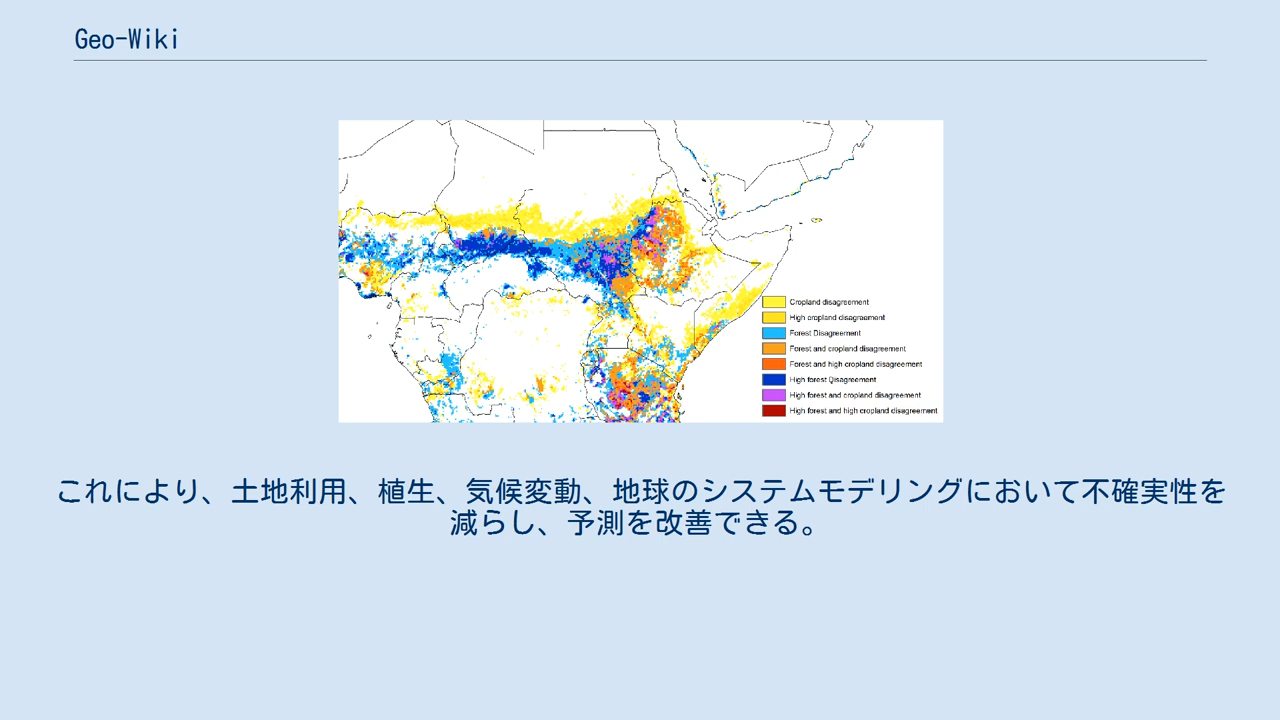 Geo-Wiki
Cropland disagreement
High cropland disagreement
Forest Disagreement
Forest and cropland disagreement
Forest and high cropland disagreement
High forest Disagreement
High forest and cropland disagreement
High forest and high cropland disagreement
これにより、土地利用、植生、気候変動、地球のシステムモデリングにおいて不確実性を
減らし、予測を改善できる。